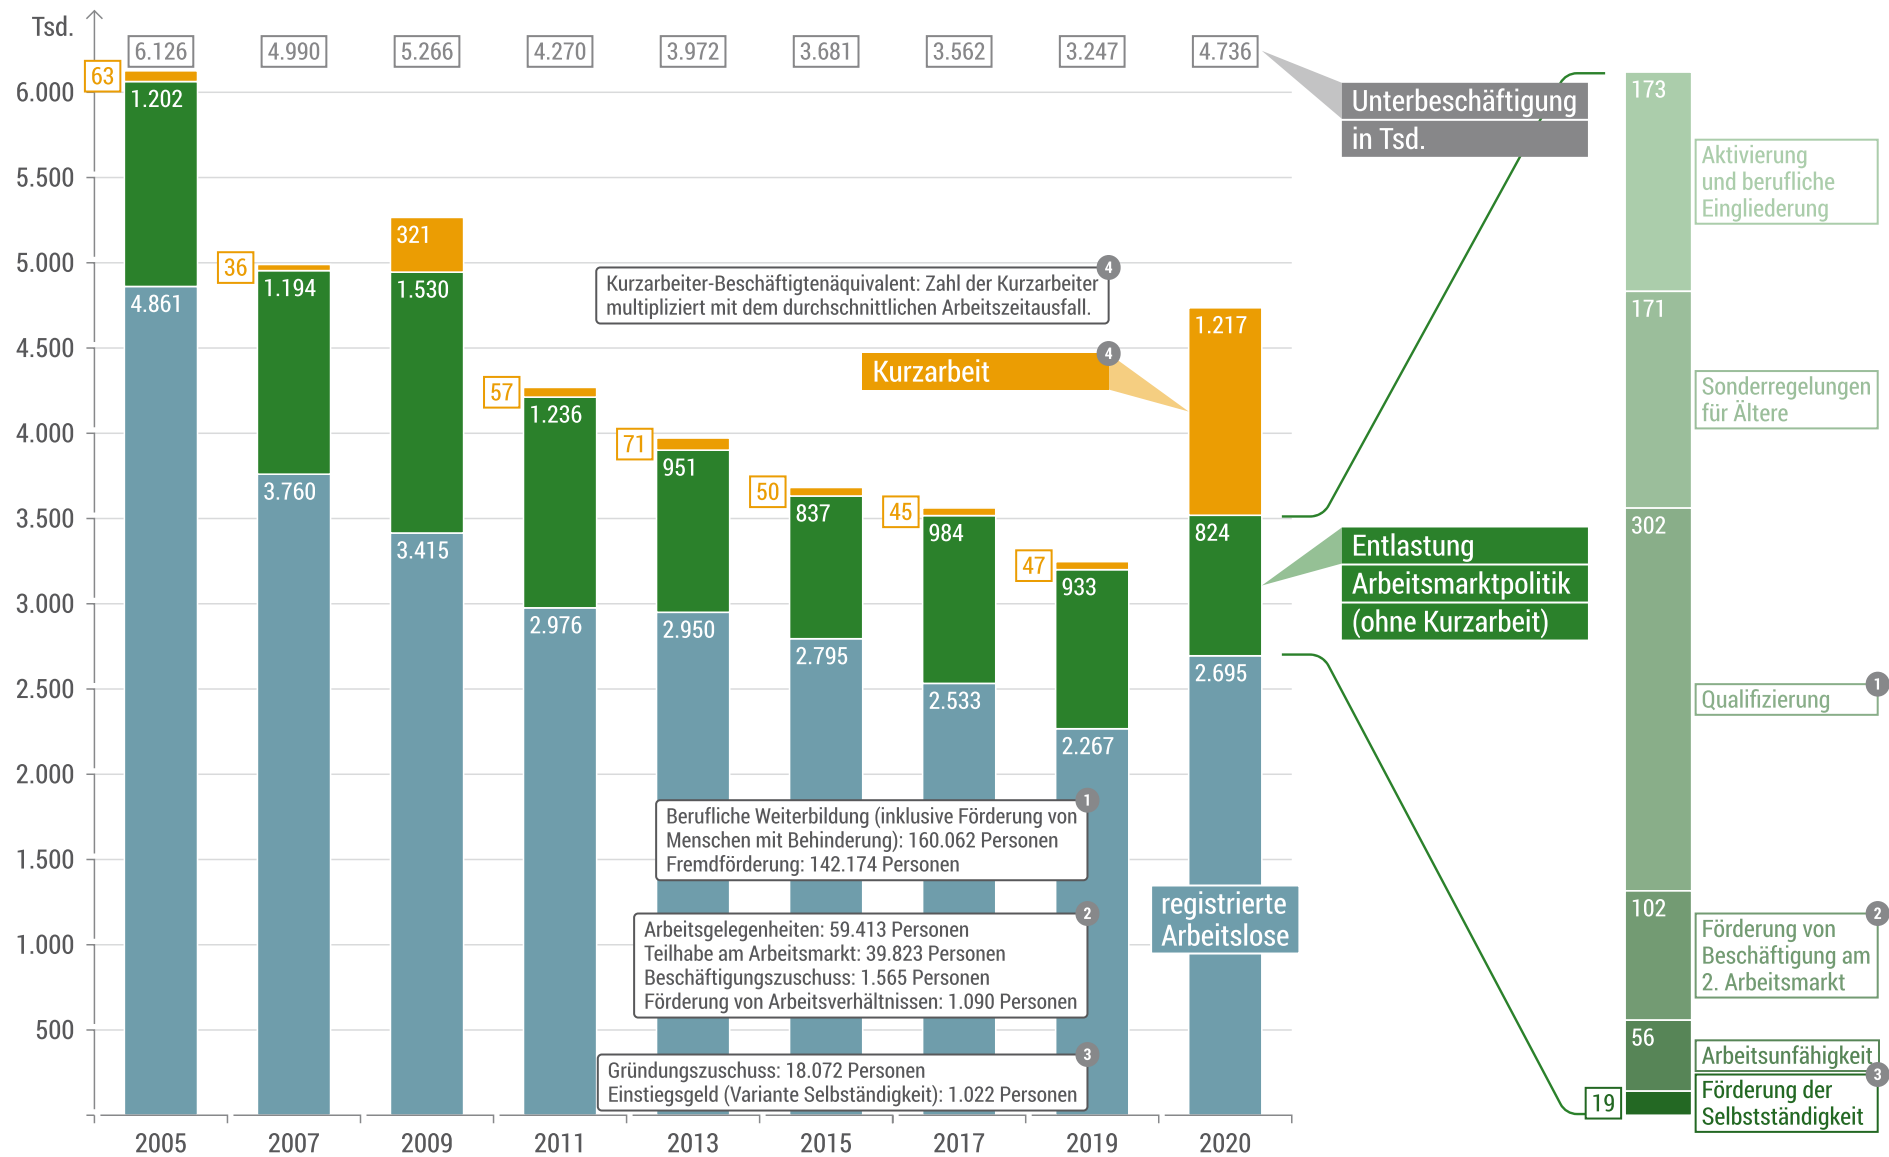 Tsd.
6.126
4.990
5.266
4.270
3.972
3.681
3.562
3.247
4.736
Unterbeschäftigung
in Tsd.
6.000
5.500
5.000
4.500
4.000
3.500
3.000
2.500
2.000
1.500
1.000
500
63
1.202
4.861
36
1.194
3.760
321
1.530
3.415
57
1.236
2.976
71
951
2.950
50
837
2.795
45
984
2.533
47
933
2.267
1.217
824
2.695
4
Kurzarbeiter-Beschäftigtenäquivalent: Zahl der Kurzarbeiter
multipliziert mit dem durchschnittlichen Arbeitszeitausfall.
4
Kurzarbeit
Entlastung
Arbeitsmarktpolitik
(ohne Kurzarbeit)
1
Berufliche Weiterbildung (inklusive Förderung von
Menschen mit Behinderung): 160.062 Personen
Fremdförderung: 142.174 Personen
2
Arbeitsgelegenheiten: 59.413 Personen
Teilhabe am Arbeitsmarkt: 39.823 Personen
Beschäftigungszuschuss: 1.565 Personen
Förderung von Arbeitsverhältnissen: 1.090 Personen
3
Gründungszuschuss: 18.072 Personen
Einstiegsgeld (Variante Selbständigkeit): 1.022 Personen
registrierte
Arbeitslose
2005
2007
2009
2011
2013
2015
2017
2019
2020
173
Aktivierung
und berufliche
Eingliederung
171
Sonderregelungen
für Ältere
302
1
Qualifizierung
102
2
Förderung von
Beschäftigung am
2. Arbeitsmarkt
56
Arbeitsunfähigkeit
19
3
Förderung der
Selbstständigkeit